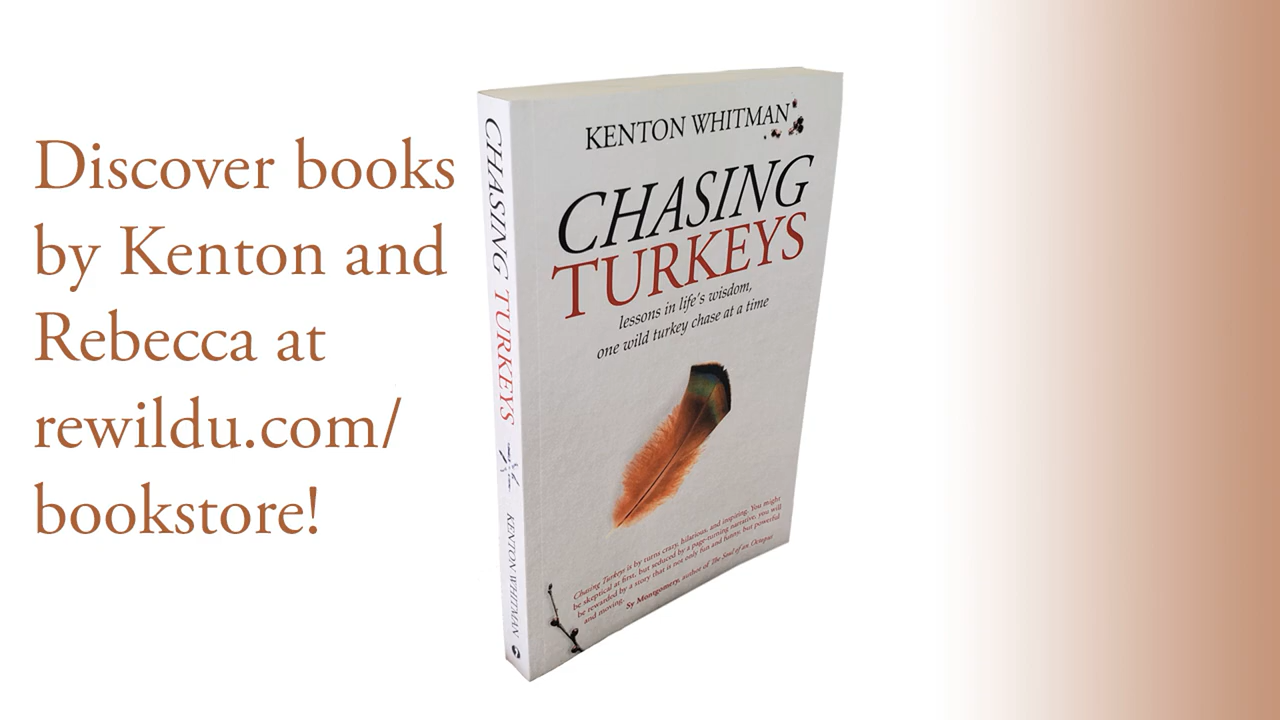 Discover books
by Kenton and
Rebecca at
rewildu.com/
bookstore!
CHASING TURKEYS
KENTON WHITMAN
KENTON WHITMAN
CHASING
TURKEYS
lessons in life's wisdom,
one wild turkey chase at a time
Chasing Turkeys is by turns crazy, hilarious, and inspiring. You might
be skeptical at first, but seduced by a page-turning narrative, you will
be rewarded by a story that is not only fun and funny, but powerful
and moving.
Sy Montgomery, author of The Soul of an Octopus